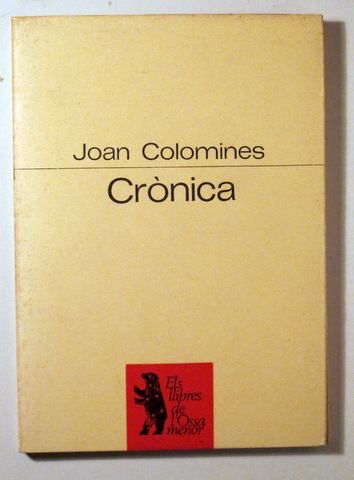 Joan Colomines
Crònica
Els
llibres
de
l'Ossa
menor